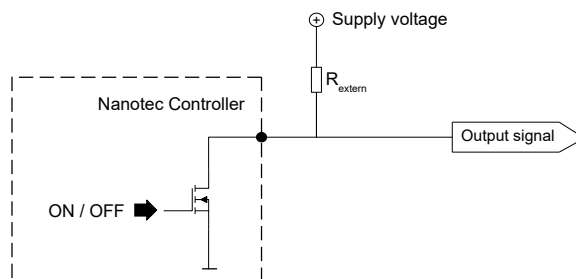 Supply voltage
R extern
Nanotec Controller
Output signal
ON / OFF